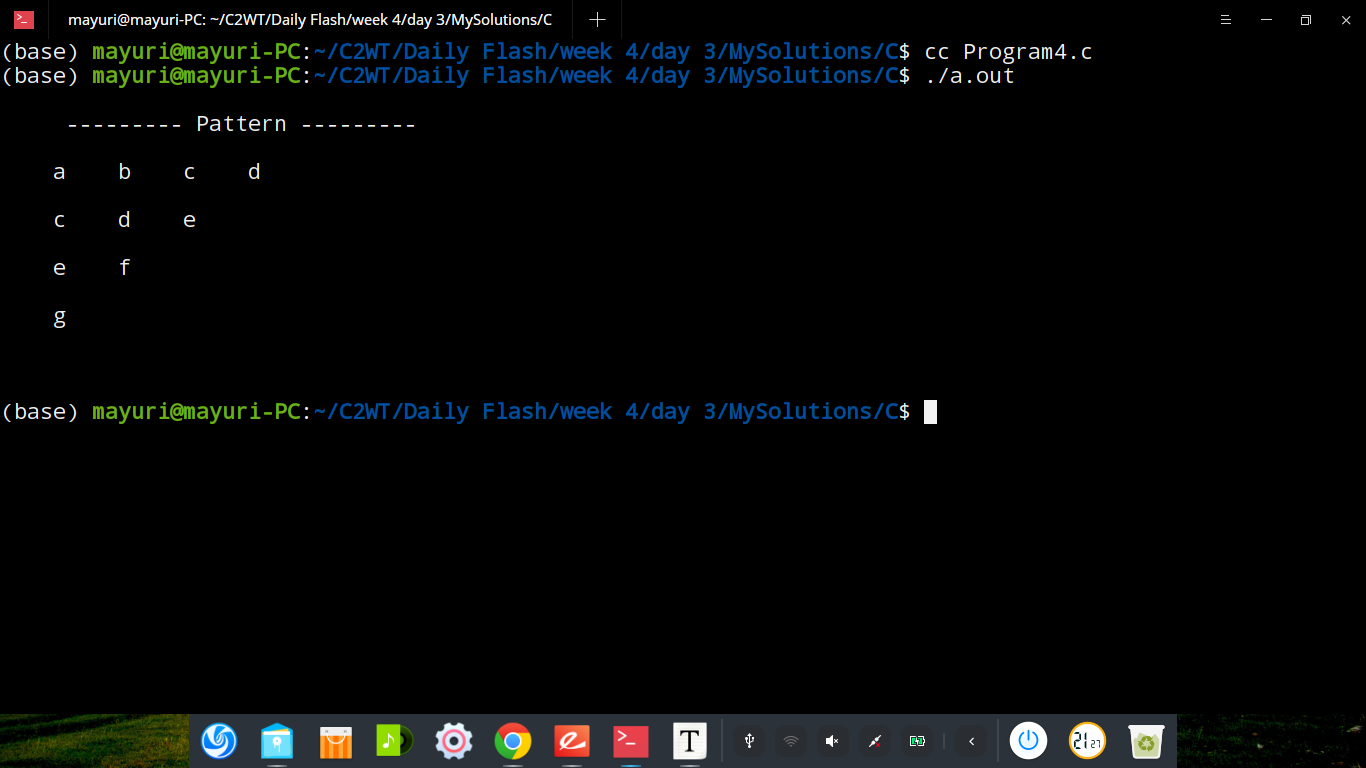 mayuri@mayuri-PC: ~/C2WT/Daily Flash/week 4/day 3/MySolutions/C
(base) mayuri@mayuri-PC:~/C2WT/Daily Flash/week 4/day 3/MySolutions/C$ cc Program4.c
(base) mayuri@mayuri-PC:~/C2WT/Daily Flash/week 4/day 3/MySolutions/C$ ./a.out
--------- Pattern ---------
a b c d
c d e
e f
g
(base) mayuri@mayuri-PC:~/C2WT/Daily Flash/week 4/day 3/MySolutions/C$
T
21 27